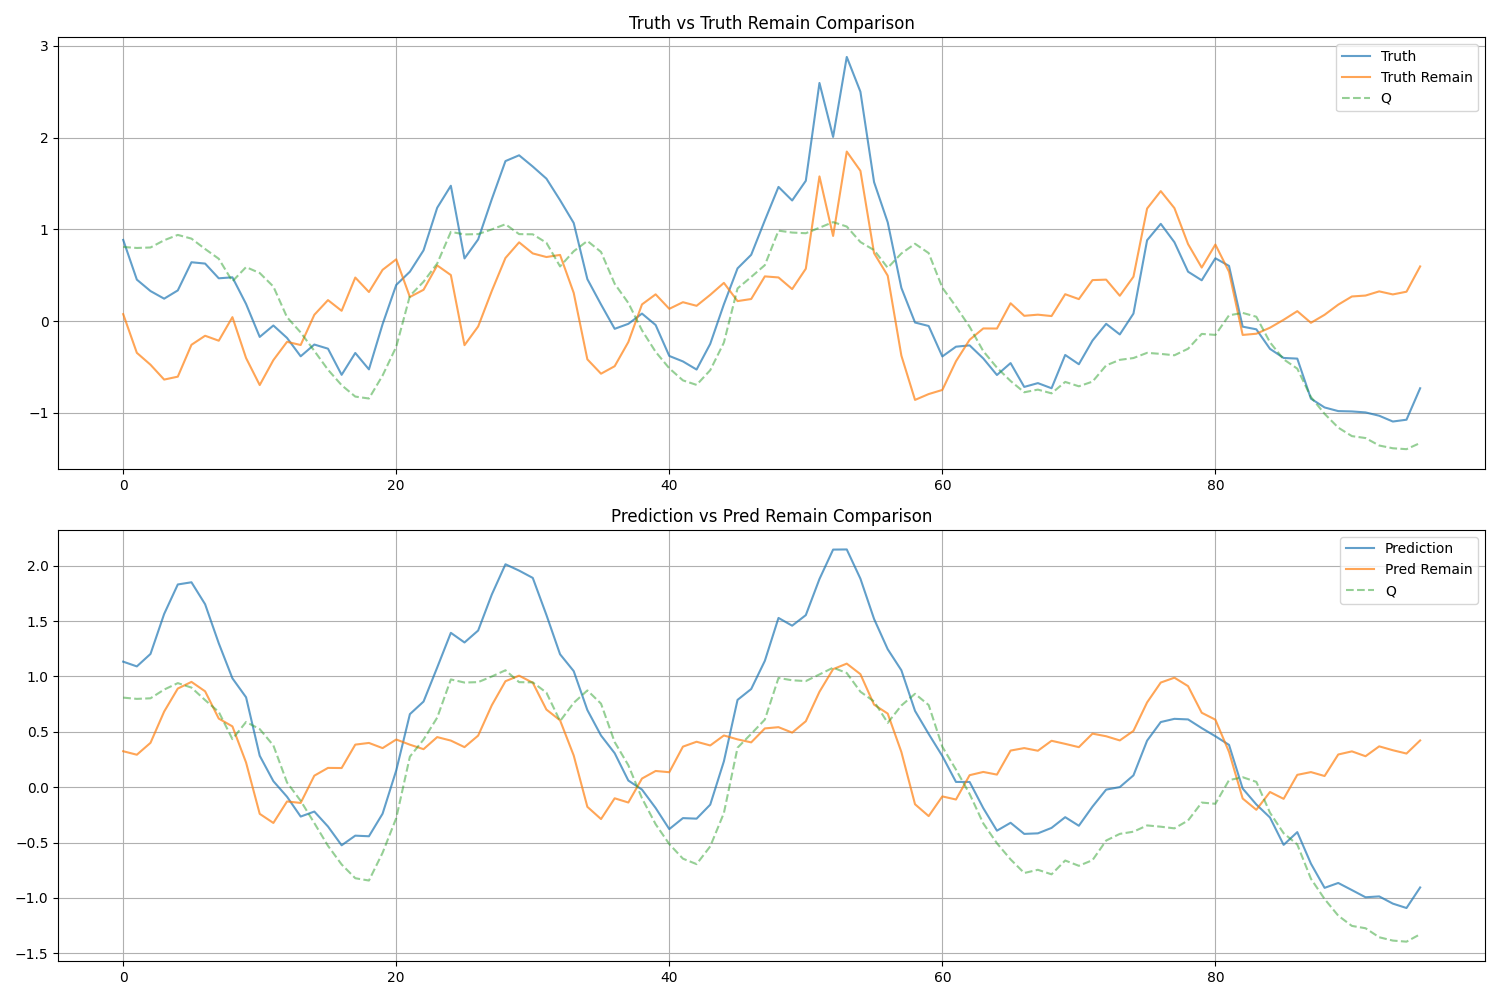 Truth vs Truth Remain Comparison
3
2
1
0
−1
0 20 40 60 80
Truth
Truth Remain
Q
Prediction vs Pred Remain Comparison
2.0
1.5
1.0
0.5
0.0
−0.5
−1.0
−1.5
0 20 40 60 80
Prediction
Pred Remain
Q